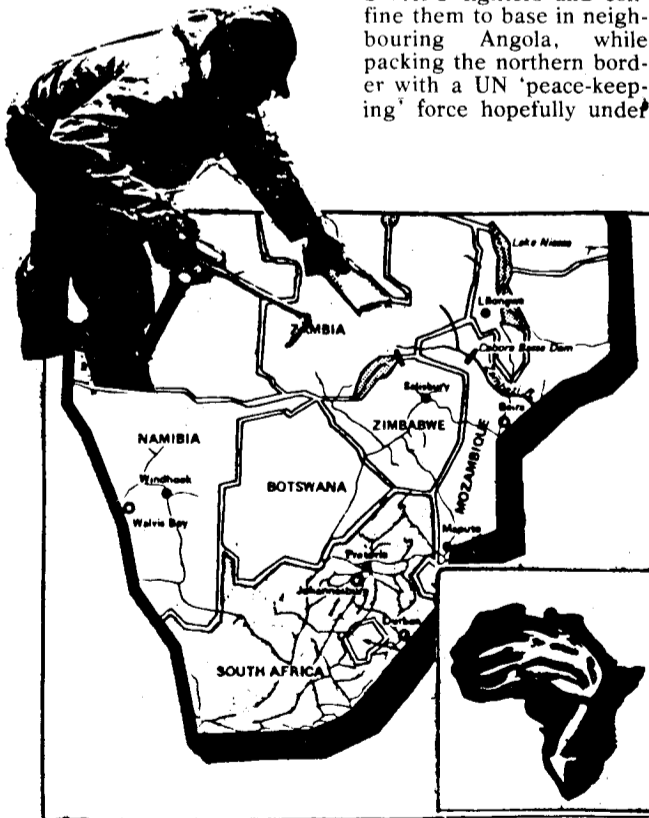 fine them to base in neigh-
bouring Angola, while
packing the northern bord-
er with a UN 'peace-keep-
ing' force hopefully under
Lake Niassa
ZAMBIA
Cabora Bassa Dam
Salisbury
Beira
ZIMBABWE
MOZAMBIQUE
NAMIBIA
BOTSWANA
Windhoek
Walvis Bay
Maputo
Pretoria
Johannesburg
Durban
SOUTH AFRICA